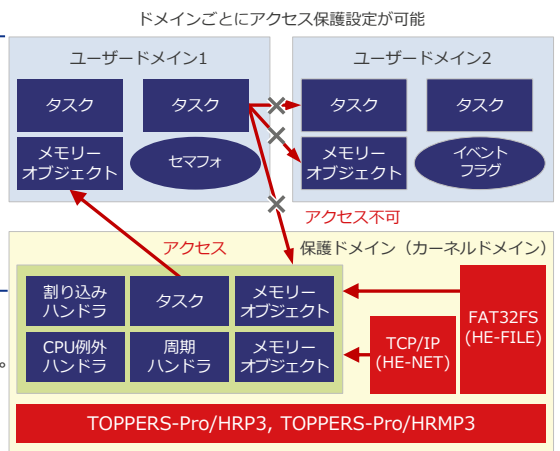 ドメインごとにアクセス保護設定が可能
ユーザードメイン1
ユーザードメイン2
タスク
タスク
タスク
タスク
メモリー
オブジェクト
セマフォ
メモリー
オブジェクト
イベント
フラグ
アクセス不可
アクセス
保護ドメイン（カーネルドメイン）
割り込み
ハンドラ
タスク
メモリー
オブジェクト
CPU例外
ハンドラ
周期
ハンドラ
メモリー
オブジェクト
TCP/IP
(HE-NET)
FAT32FS
(HE-FILE)
。
TOPPERS-Pro/HRP3, TOPPERS-Pro/HRMP3